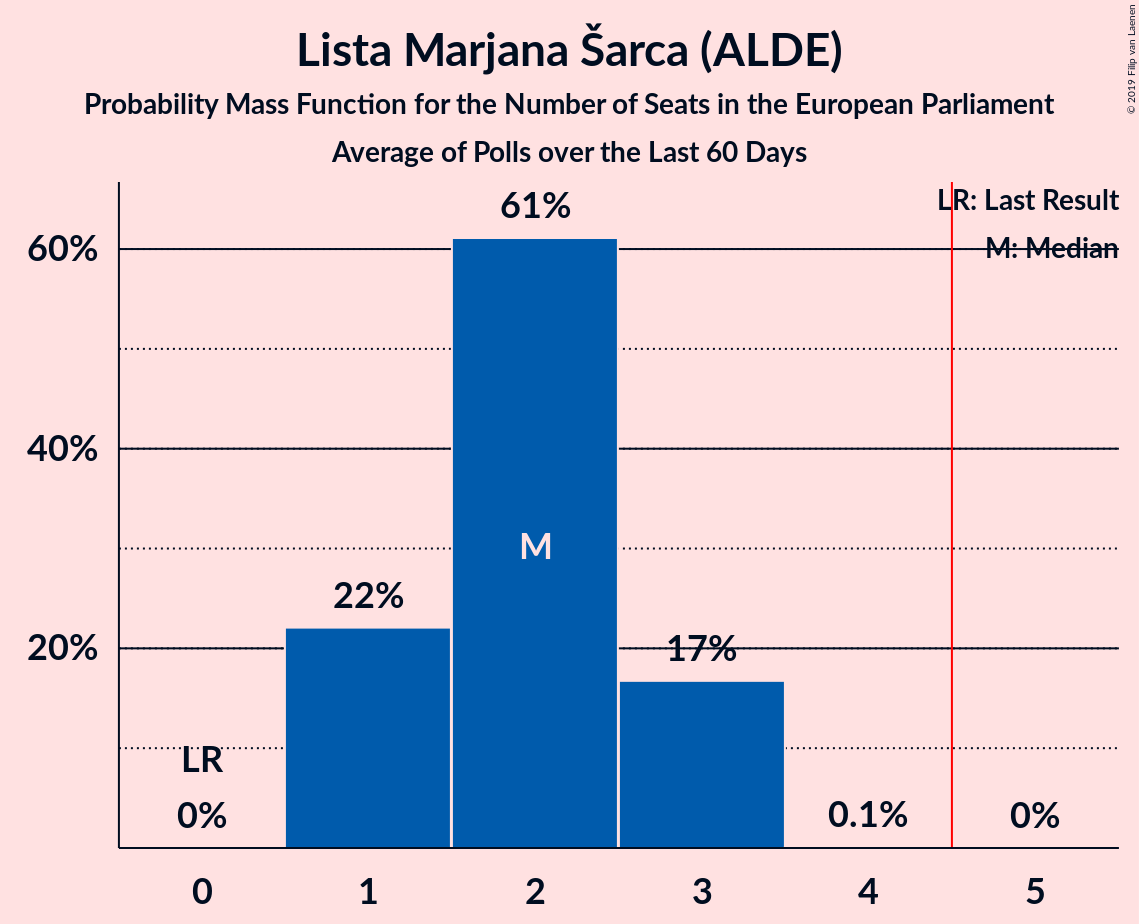 Lista Marjana Šarca (ALDE)
Probability Mass Function for the Number of Seats in the European Parliament
Average of Polls over the Last 60 Days
© 2019 Filip van Laenen
LR: Last Result
M: Median
60%
40%
20%
61%
22%
17%
0.1%
0%
LR
0%
M
0 1 2 3 4 5